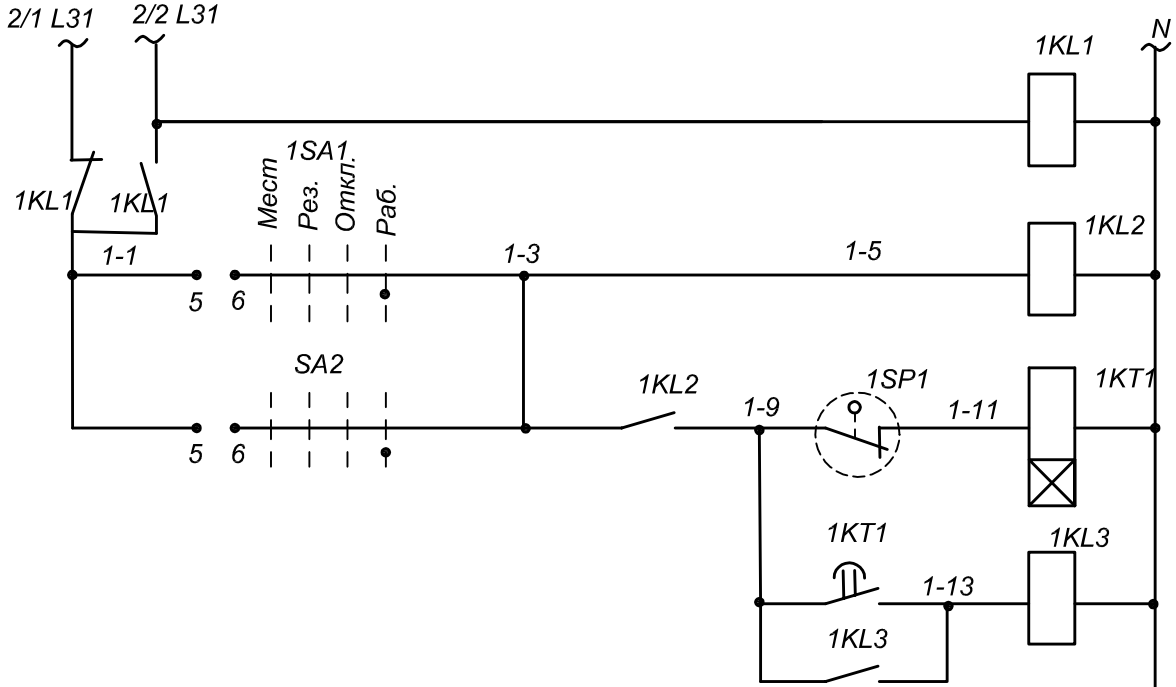 2/1 L31
2/2 L31
1KL1
N
1SA1
Мест
Рез.
Откл.
Раб.
1KL1
1KL1
1KL2
1-1
1-3
1-5
5
6
SA2
1KL2
1SP1
1KT1
1-9
1-11
5
6
1KT1
1KL3
1-13
1KL3